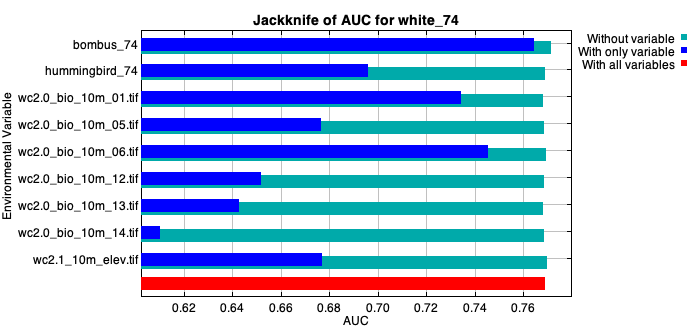 Jackknife of AUC for white_74
Without variable
With only variable
With all variables
Environmental Variable
bombus_74
hummingbird_74
wc2.0_bio_10m_01.tif
wc2.0_bio_10m_05.tif
wc2.0_bio_10m_06.tif
wc2.0_bio_10m_12.tif
wc2.0_bio_10m_13.tif
wc2.0_bio_10m_14.tif
wc2.1_10m_elev.tif
0.62 0.64 0.66 0.68 0.70 0.72 0.74 0.76
AUC